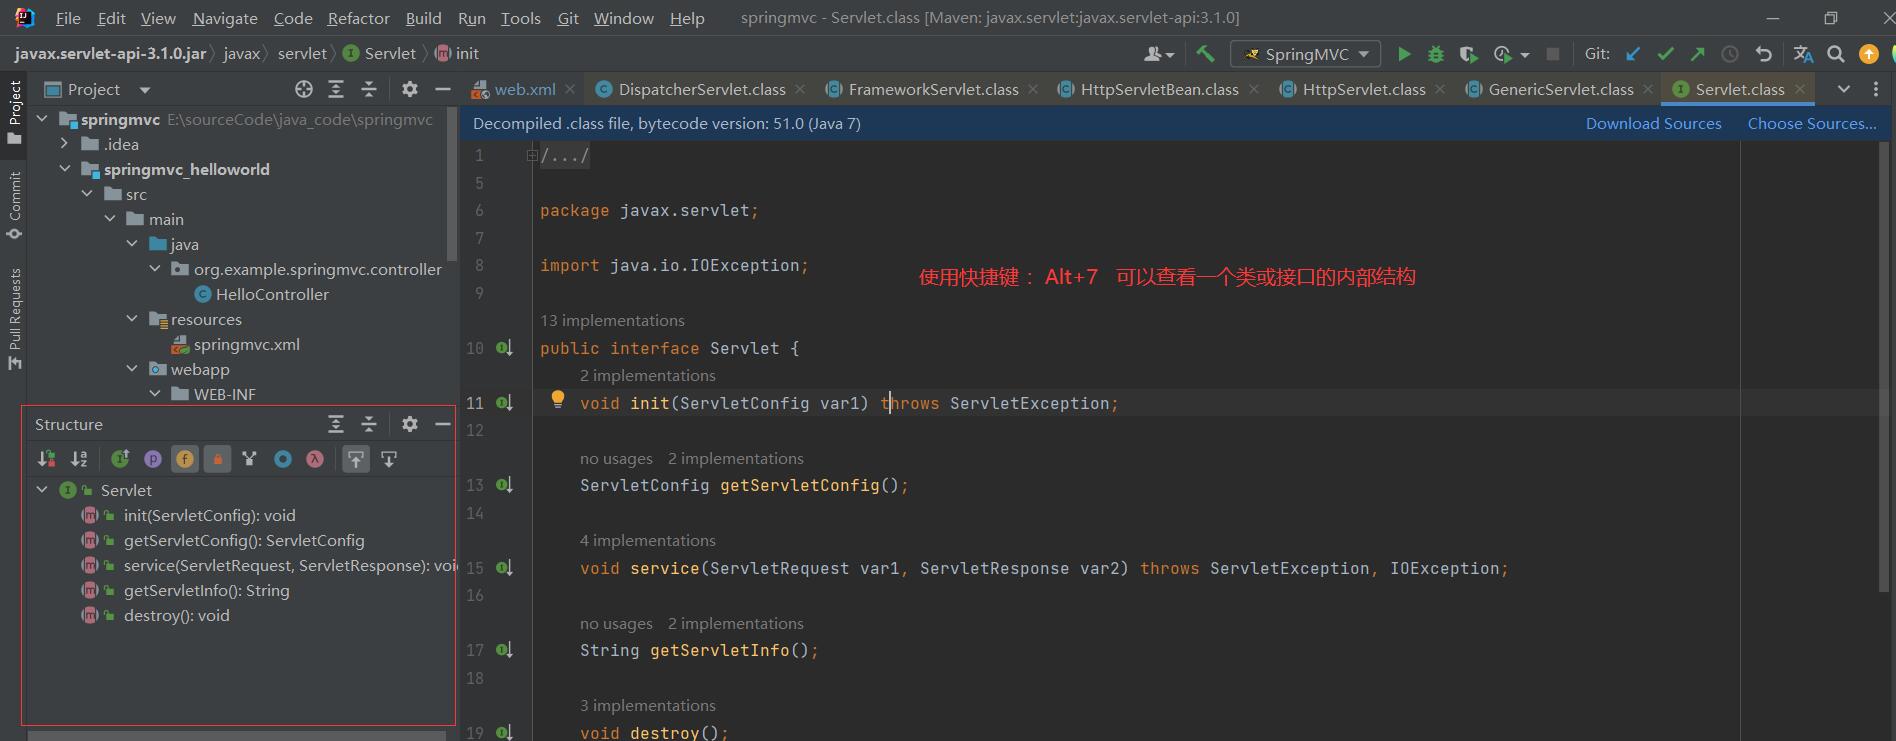 File Edit View Navigate Code Refactor Build Run Tools Git Window Help springmvc - Servlet.class [Maven: javax.servlet:javax.servlet-api:3.1.0]
javax.servlet-api-3.1.0.jar javax servlet Servlet init SpringMVC Git:
Project
Commit
Pull Requests
Project
springmvc E:\sourceCode\java_code\springmvc
.idea
springmvc_helloworld
src
main
java
org.example.springmvc.controller
HelloController
resources
springmvc.xml
webapp
WEB-INF
Structure
Servlet
init(ServletConfig): void
getServletConfig(): ServletConfig
service(ServletRequest, ServletResponse): voi
getServletInfo(): String
destroy(): void
web.xml DispatcherServlet.class FrameworkServlet.class HttpServletBean.class HttpServlet.class GenericServlet.class Servlet.class
Decompiled .class file, bytecode version: 51.0 (Java 7) Download Sources Choose Sources...
1 /.../
5
6 package javax.servlet;
7
8 import java.io.IOException;
使用快捷键： Alt+7 可以查看一个类或接口的内部结构
9
13 implementations
10 public interface Servlet {
2 implementations
11 void init(ServletConfig var1) throws ServletException;
12
no usages 2 implementations
13 ServletConfig getServletConfig();
14
4 implementations
15 void service(ServletRequest var1, ServletResponse var2) throws ServletException, IOException;
16
no usages 2 implementations
17 String getServletInfo();
18
3 implementations
19 void destroy();